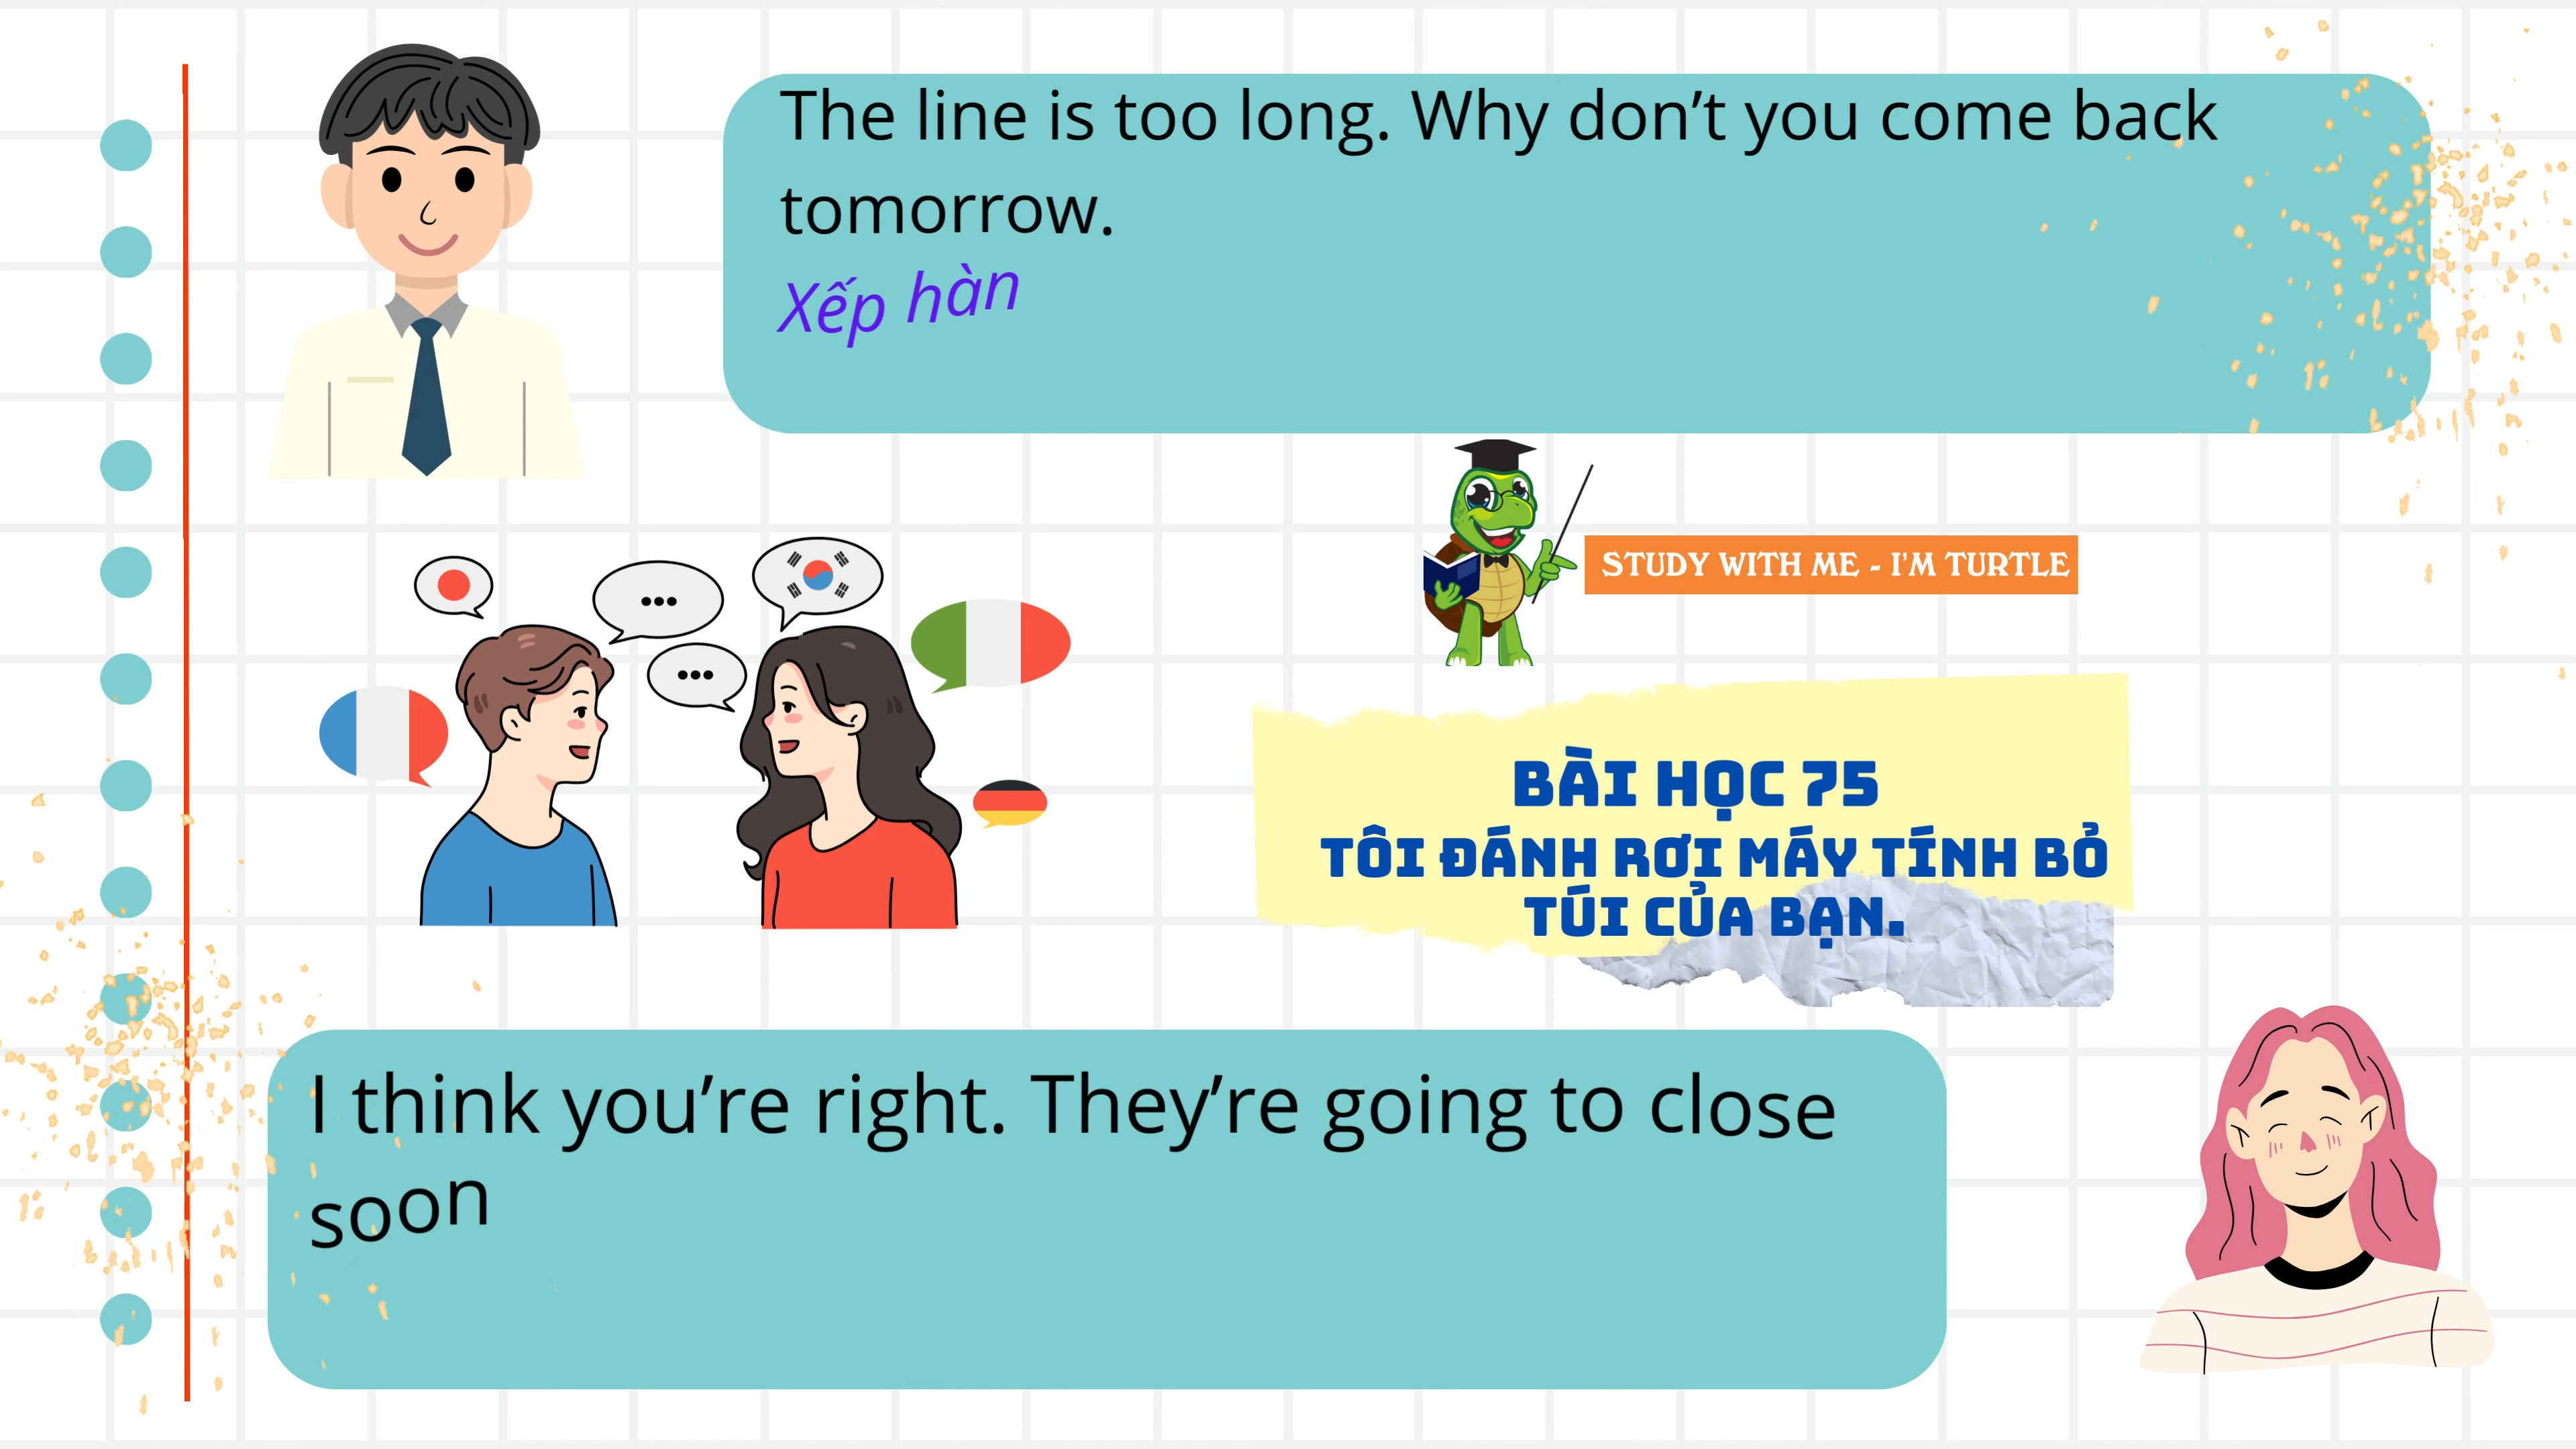 The line is too long. Why don’t you come back
tomorrow.
Xếp hàn
STUDY WITH ME - I'M TURTLE
BÀI HỌC 75
TÔI ĐÁNH RƠI MÁY TÍNH BỎ
TÚI CỦA BẠN.
I think you’re right. They’re going to close
soon